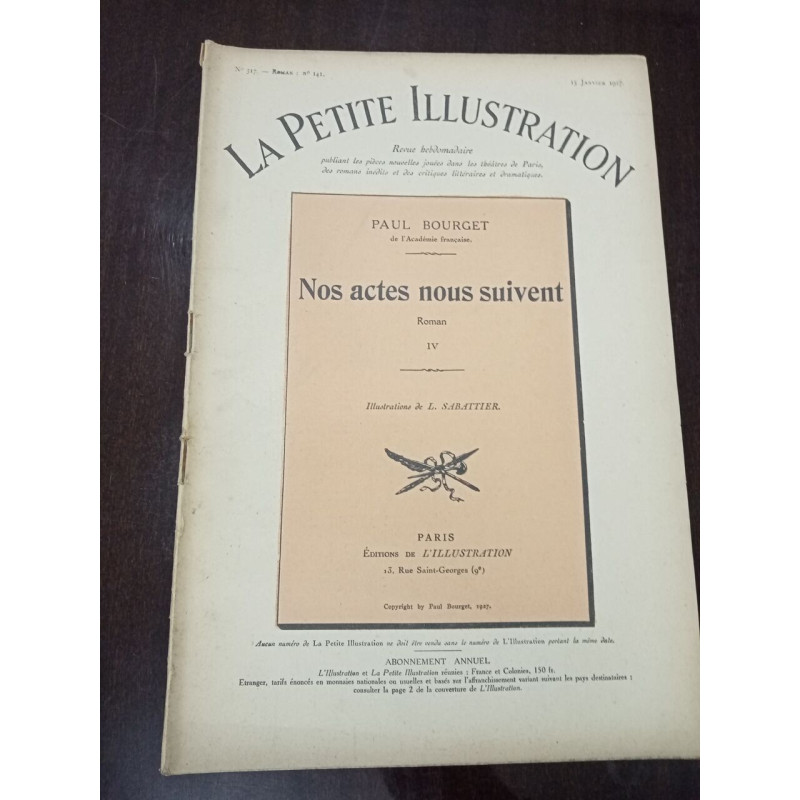 Nº 317. — Roman : nº 141.
15 Janvier 1927.
LA PETITE ILLUSTRATION
Revue hebdomadaire
publiant les pièces nouvelles jouées dans les théâtres de Paris,
des romans inédits et des critiques littéraires et dramatiques.
PAUL BOURGET
de l'Académie française.
Nos actes nous suivent
Roman
IV
Illustrations de L. SABATTIER.
PARIS
ÉDITIONS DE L'ILLUSTRATION
13, Rue Saint-Georges (9ᵉ)
Copyright by Paul Bourget, 1927.
Aucun numéro de La Petite Illustration ne doit être vendu sans le numéro de L'Illustration portant la même date.
ABONNEMENT ANNUEL
L'Illustration et La Petite Illustration réunies : France et Colonies, 150 fr.
Etranger, tarifs énoncés en monnaies nationales ou usuelles et basés sur l'affranchissement variant suivant les pays destinataires :
consulter la page 2 de la couverture de L'Illustration.